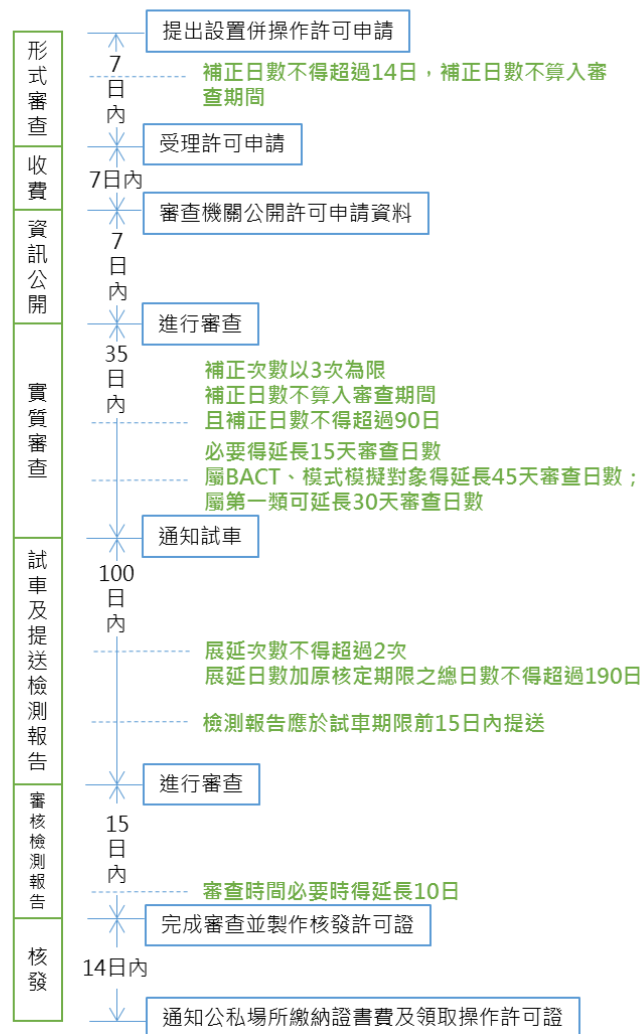 形式審查
提出設置併操作許可申請
7日內
補正日數不得超過14日，補正日數不算入審
查期間
受理許可申請
收費
7日內
審查機關公開許可申請資料
資訊公開
7日內
進行審查
實質審查
35日內
補正次數以3次為限
補正日數不算入審查期間
且補正日數不得超過90日
必要得延長15天審查日數
屬BACT、模式模擬對象得延長45天審查日數；
屬第一類可延長30天審查日數
通知試車
試車及提送檢測報告
100日內
展延次數不得超過2次
展延日數加原核定期限之總日數不得超過190日
檢測報告應於試車期限前15日內提送
進行審查
審核檢測報告
15日內
審查時間必要時得延長10日
完成審查並製作核發許可證
核發
14日內
通知公私場所繳納證書費及領取操作許可證